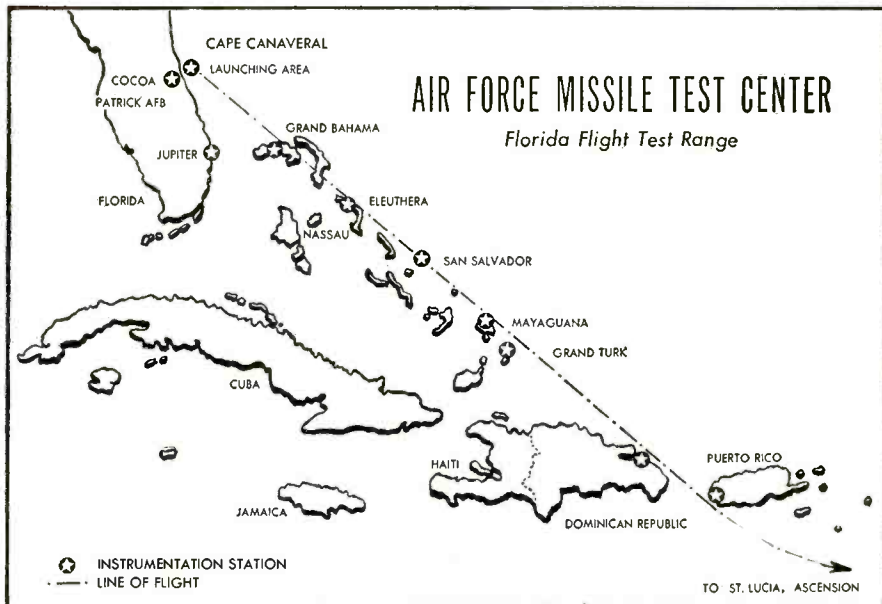 CAPE CANAVERAL
LAUNCHING AREA
COCOA
PATRICK AFB
AIR FORCE MISSILE TEST CENTER
Florida Flight Test Range
GRAND BAHAMA
JUPITER
FLORIDA
ELEUTHERA
NASSAU
SAN SALVADOR
MAYAGUANA
GRAND TURK
CUBA
HAITI
PUERTO RICO
JAMAICA
DOMINICAN REPUBLIC
INSTRUMENTATION STATION
LINE OF FLIGHT
TO ST. LUCIA, ASCENSION